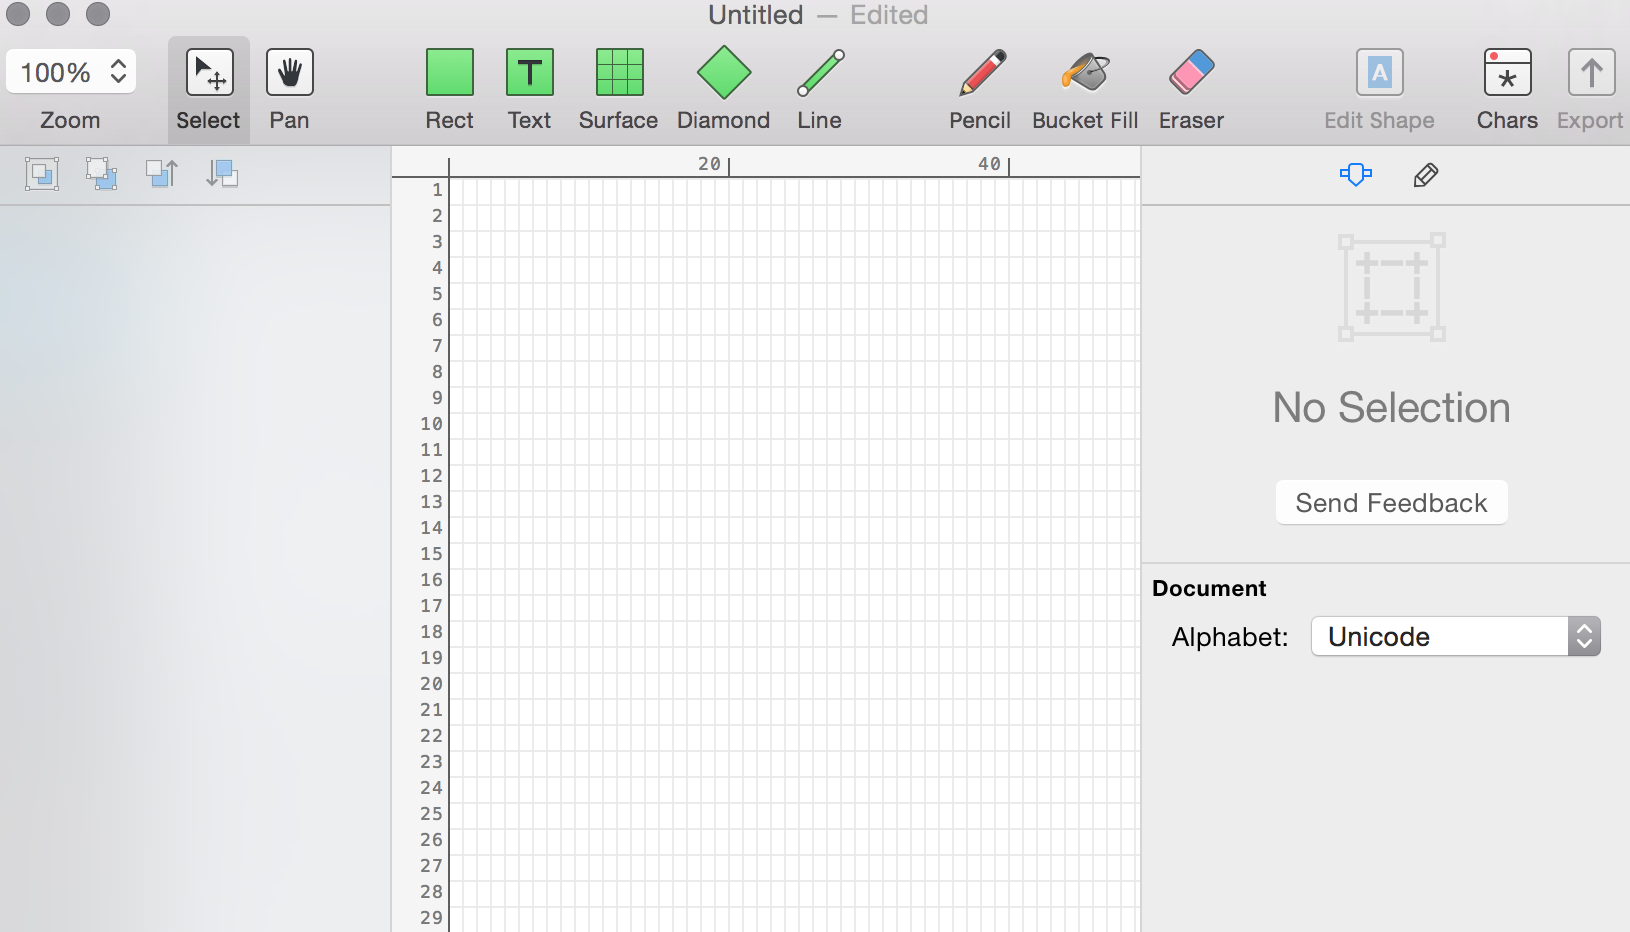 Untitled — Edited
100%
Zoom
Select
Pan
Rect
T
Text
Surface
Diamond
Line
Pencil
Bucket Fill
Eraser
A
Edit Shape
*
Chars
Export
20
40
1
2
3
4
5
6
7
8
9
10
11
12
13
14
15
16
17
18
19
20
21
22
23
24
25
26
27
28
29
No Selection
Send Feedback
Document
Alphabet: Unicode